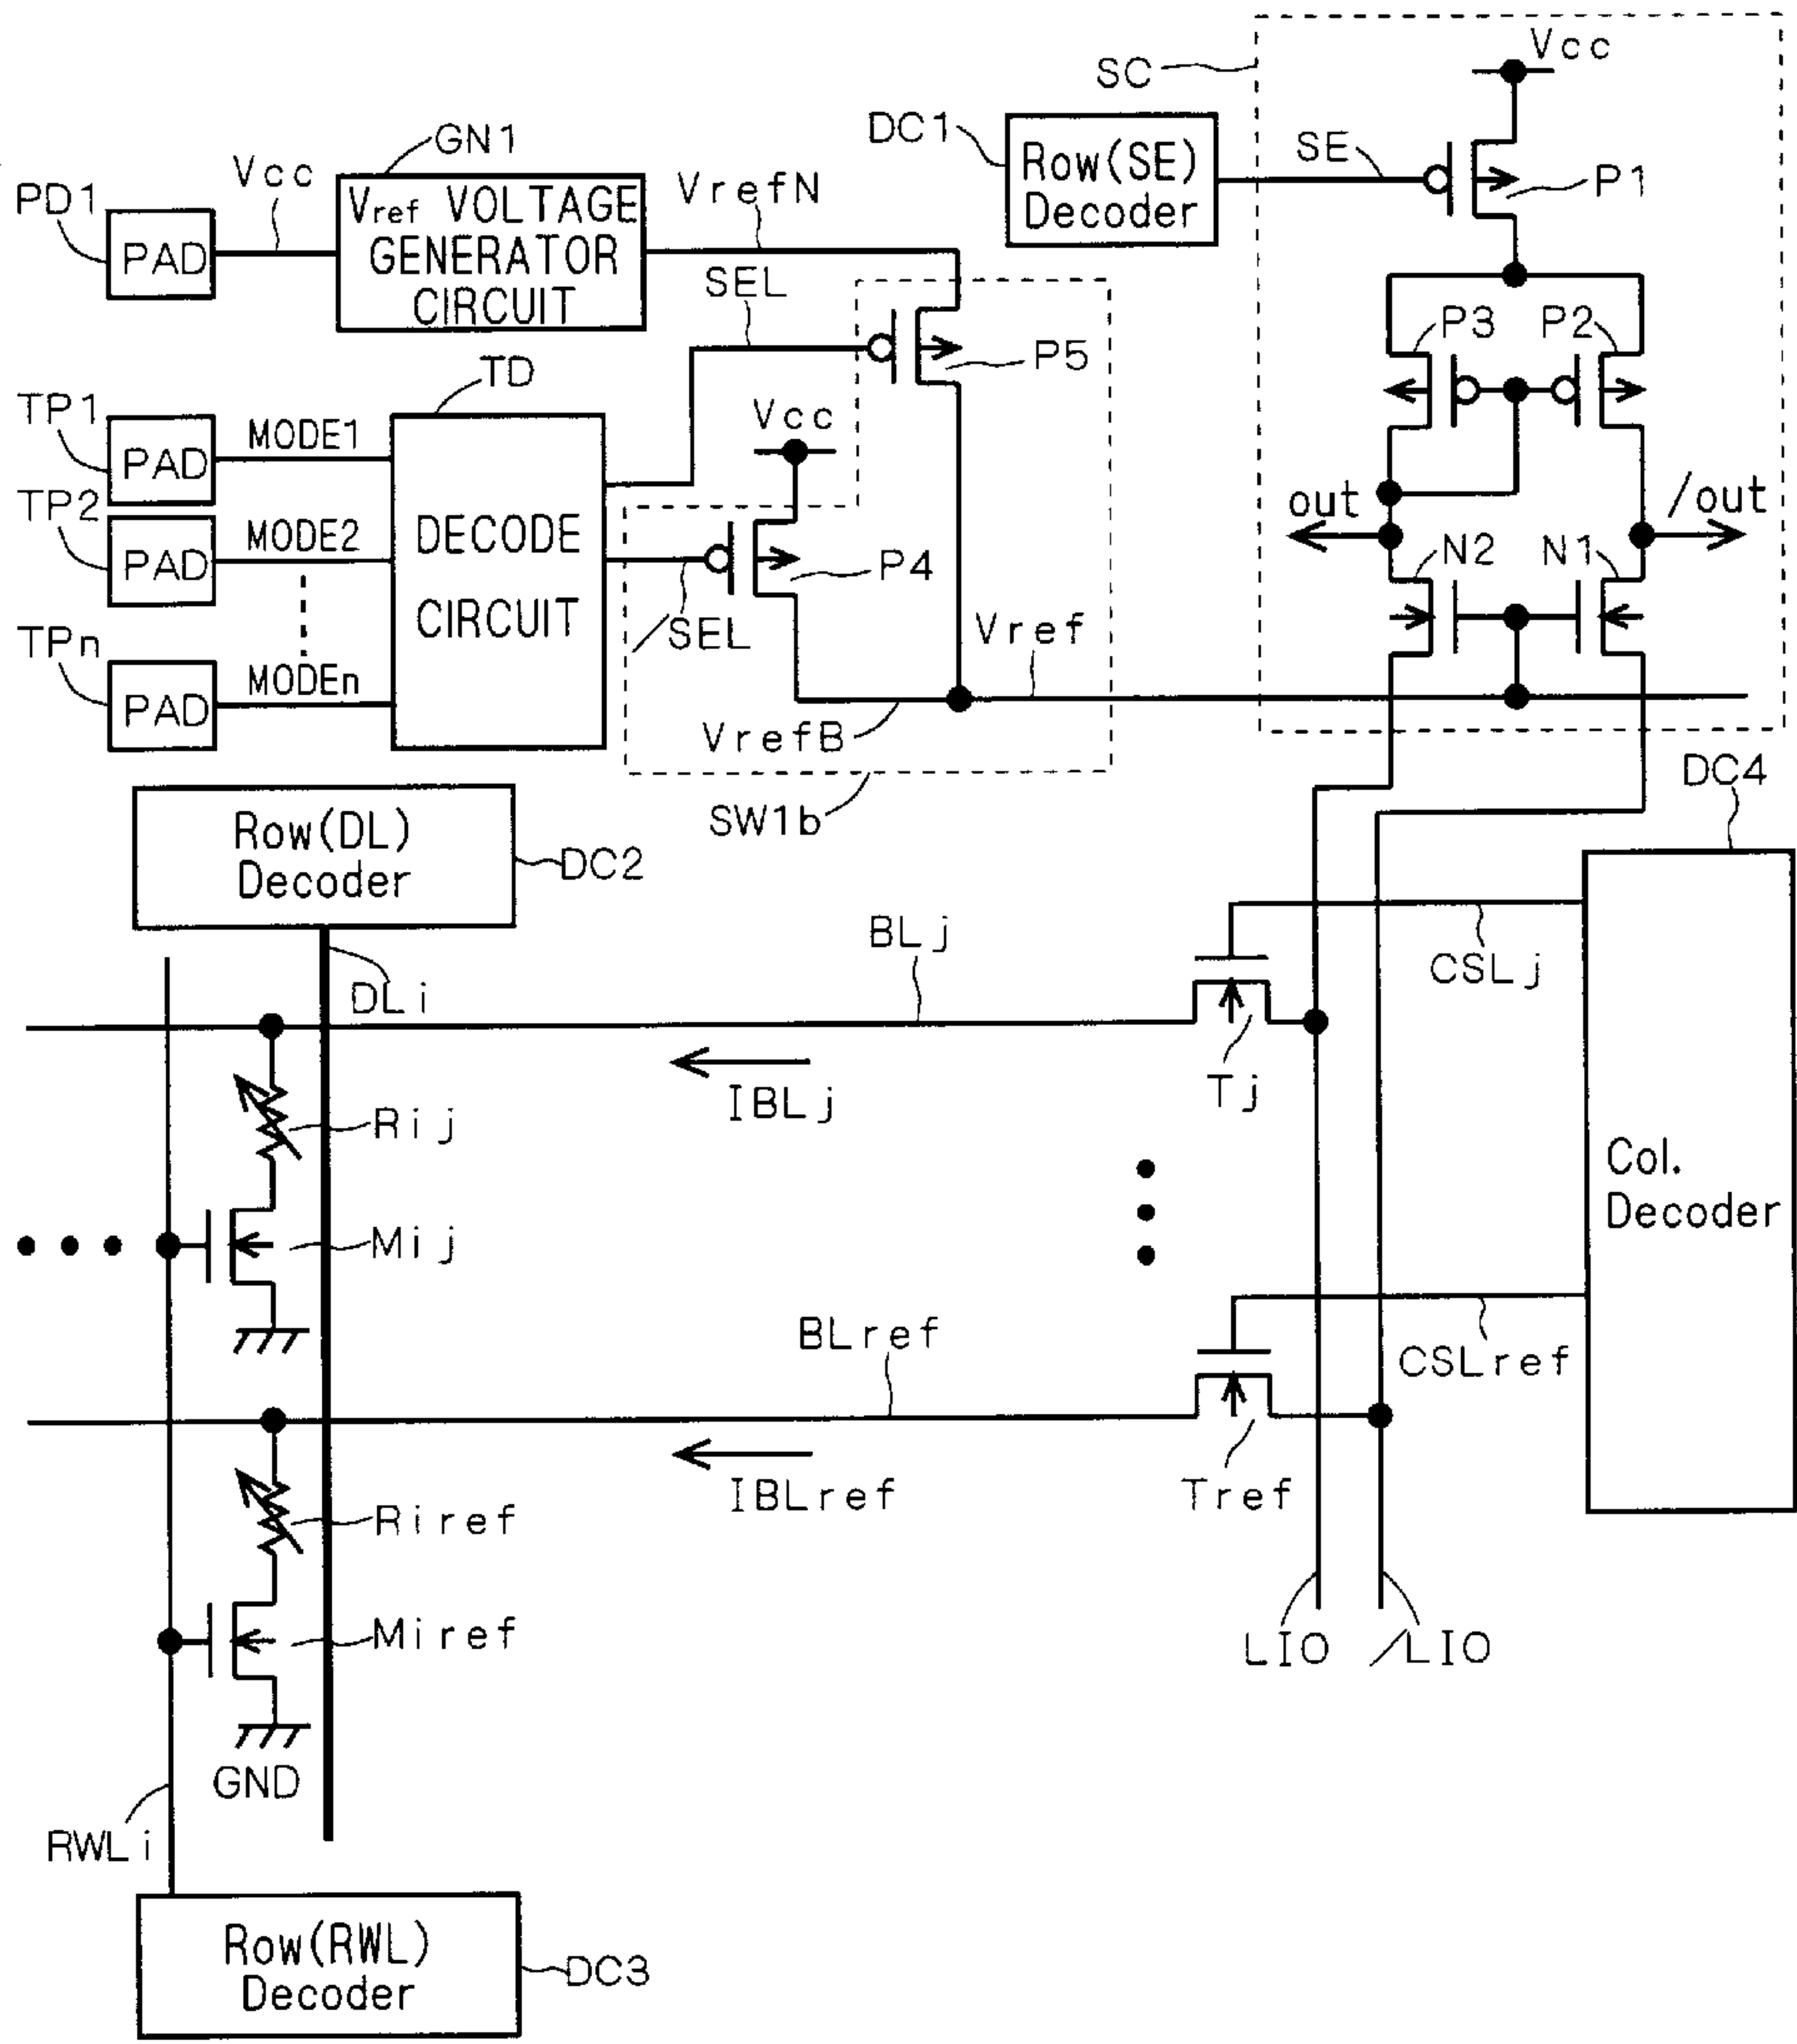 Vcc
SC
DC1
Row(SE)
Decoder
SE
P1
GN1
Vcc
PD1
PAD
Vref VOLTAGE
GENERATOR
CIRCUIT
VrefN
SEL
P5
P3
P2
TD
TP1
PAD
MODE1
Vcc
TP2
PAD
MODE2
DECODE
CIRCUIT
P4
/SEL
out
/out
N2
N1
TPn
PAD
MODEn
Vref
VrefB
SW1b
DC4
Row(DL)
Decoder
DC2
BLj
CSLj
DLi
IBLj
Tj
Rij
Col.
Decoder
Mij
BLref
CSLref
IBLref
Tref
Riref
Miref
LIO
/LIO
GND
RWLi
Row(RWL)
Decoder
DC3